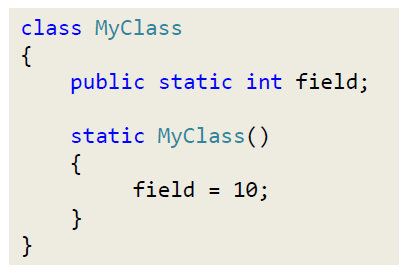 class MyClass
{
public static int field;
static MyClass()
{
field = 10;
}
}